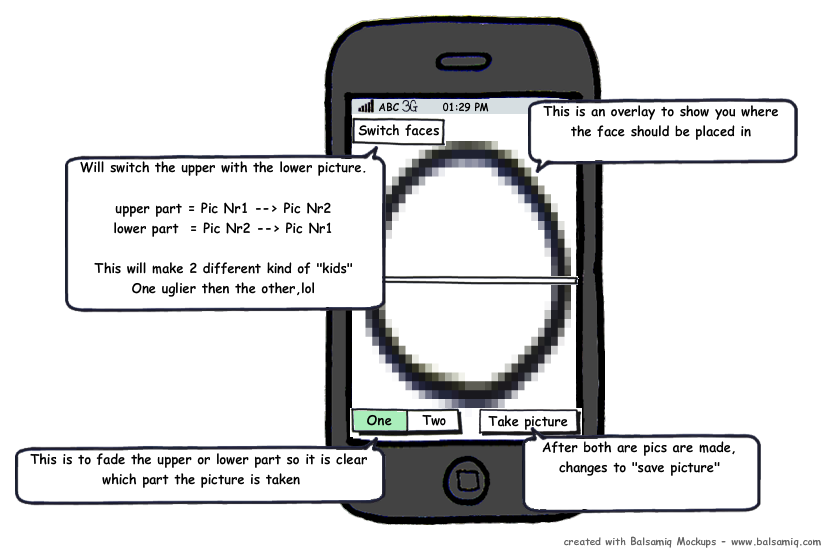 ABC 3G 01:29 PM
Switch faces
This is an overlay to show you where
the face should be placed in
Will switch the upper with the lower picture.
upper part = Pic Nr1 --> Pic Nr2
lower part = Pic Nr2 --> Pic Nr1
This will make 2 different kind of "kids"
One uglier then the other,lol
One Two Take picture
This is to fade the upper or lower part so it is clear
which part the picture is taken
After both are pics are made,
changes to "save picture"
created with Balsamiq Mockups - www.balsamiq.com